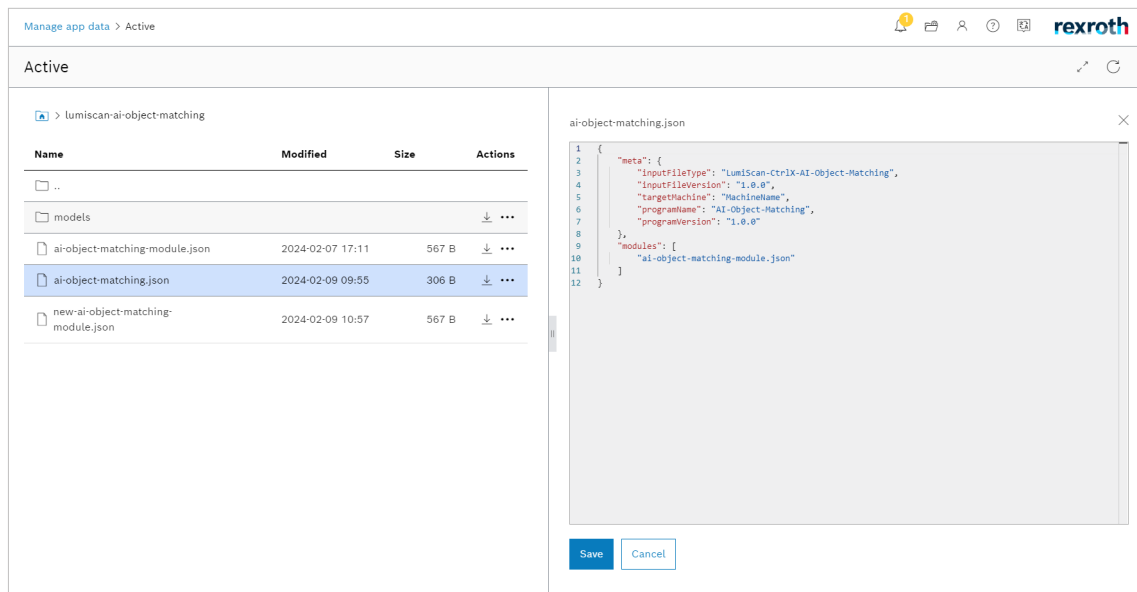 Manage app data > Active
1
rexroth
Active
> lumiscan-ai-object-matching
Name Modified Size Actions
..
models
ai-object-matching-module.json 2024-02-07 17:11 567 B
ai-object-matching.json 2024-02-09 09:55 306 B
new-ai-object-matching-
module.json 2024-02-09 10:57 567 B
ai-object-matching.json
1 {
2 "meta": {
3 "inputFileType": "LumiScan-CtrlX-AI-Object-Matching",
4 "inputFileVersion": "1.0.0",
5 "targetMachine": "MachineName",
6 "programName": "AI-Object-Matching",
7 "programVersion": "1.0.0"
8 },
9 "modules": [
10 "ai-object-matching-module.json"
11 ]
12 }
Save Cancel